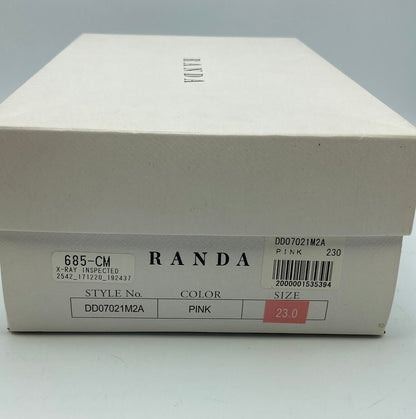 RANDA
685-CM
X-RAY INSPECTED
2542_171220_192437
RANDA
DD07021M2A
PINK 230
2000001535394
STYLE No. COLOR SIZE
DD07021M2A PINK 23.0